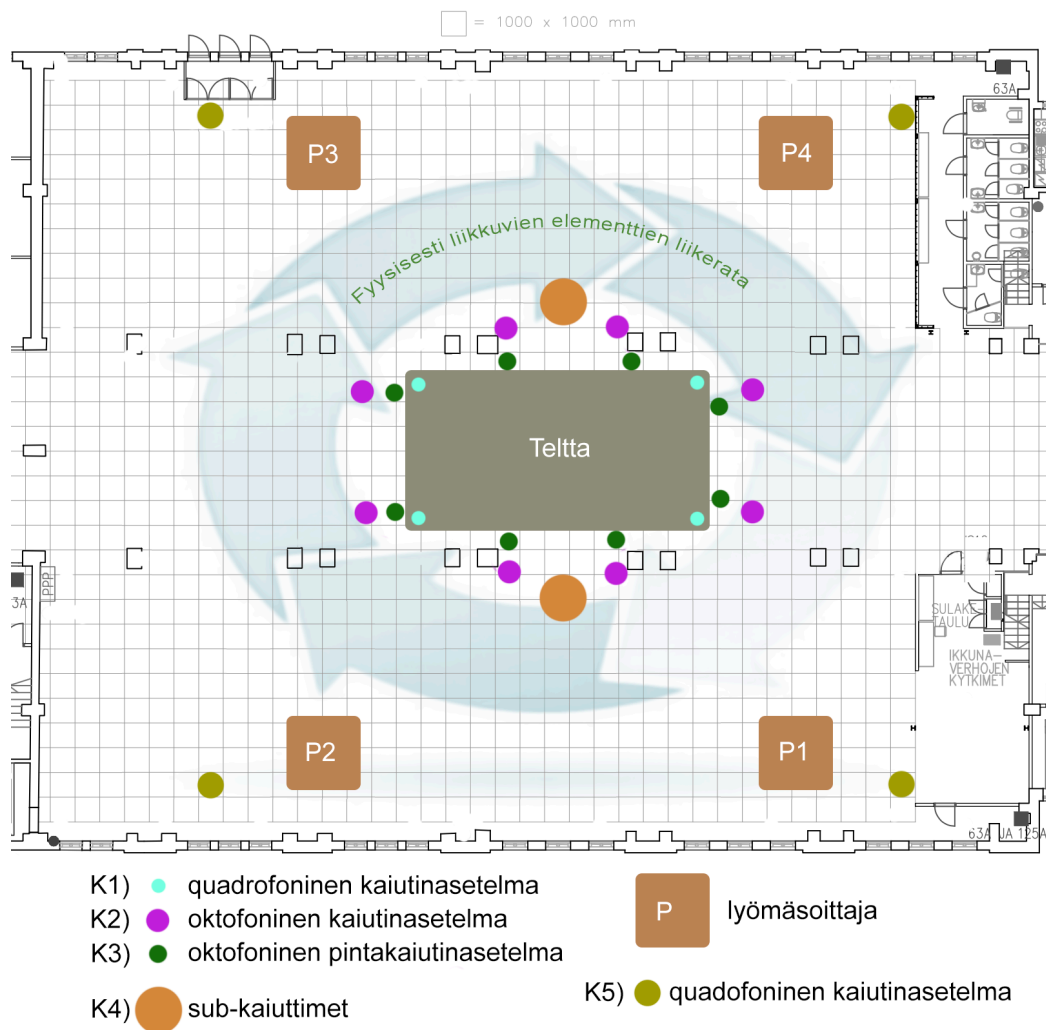 = 1000 x 1000 mm
63A
P3
P4
Fyysisesti liikkuvien elementtien liikerata
Teltta
PPP
3A
SULAKE-
TAULU
IKKUNA-
VERHOJEN
KYTKIMET
P2
P1
63A JA 125A
K1) quadrofoninen kaiutinasetelma
K2) oktofoninen kaiutinasetelma
K3) oktofoninen pintakaiutinasetelma
K4) sub-kaiuttimet
P lyömäsoittaja
K5) quadofoninen kaiutinasetelma